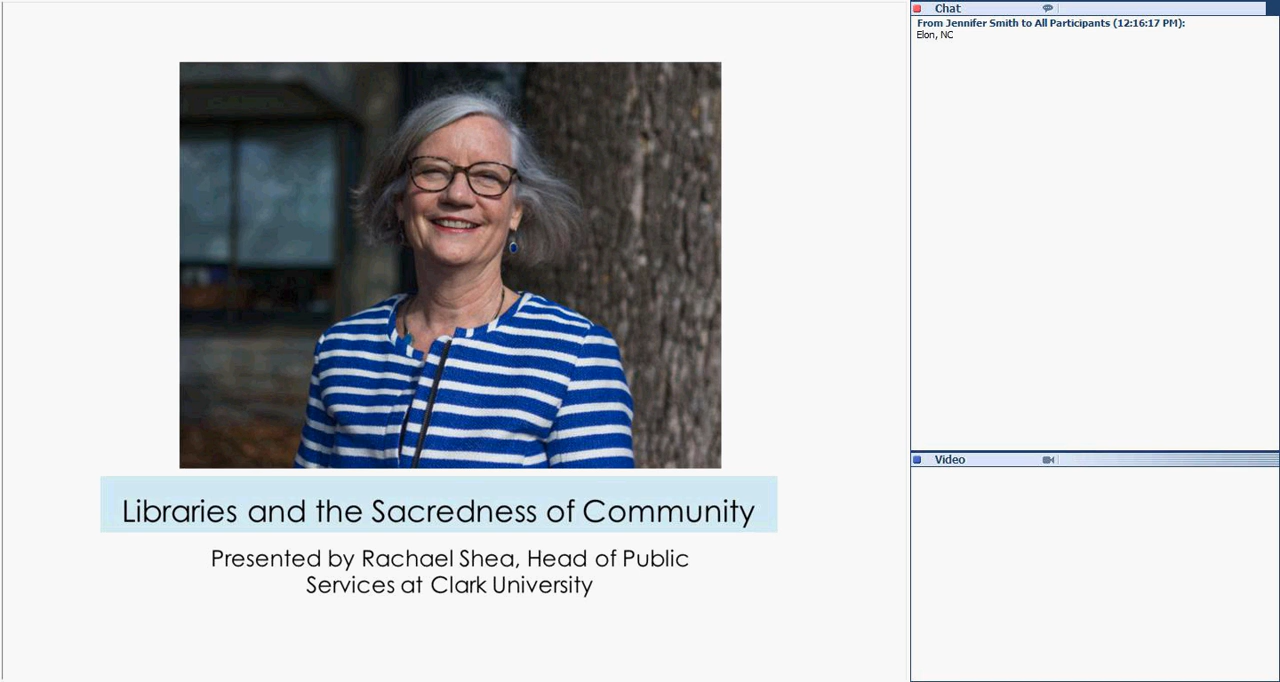 Libraries and the Sacredness of Community
Presented by Rachael Shea, Head of Public
Services at Clark University
Chat
From Jennifer Smith to All Participants (12:16:17 PM):
Elon, NC
Video